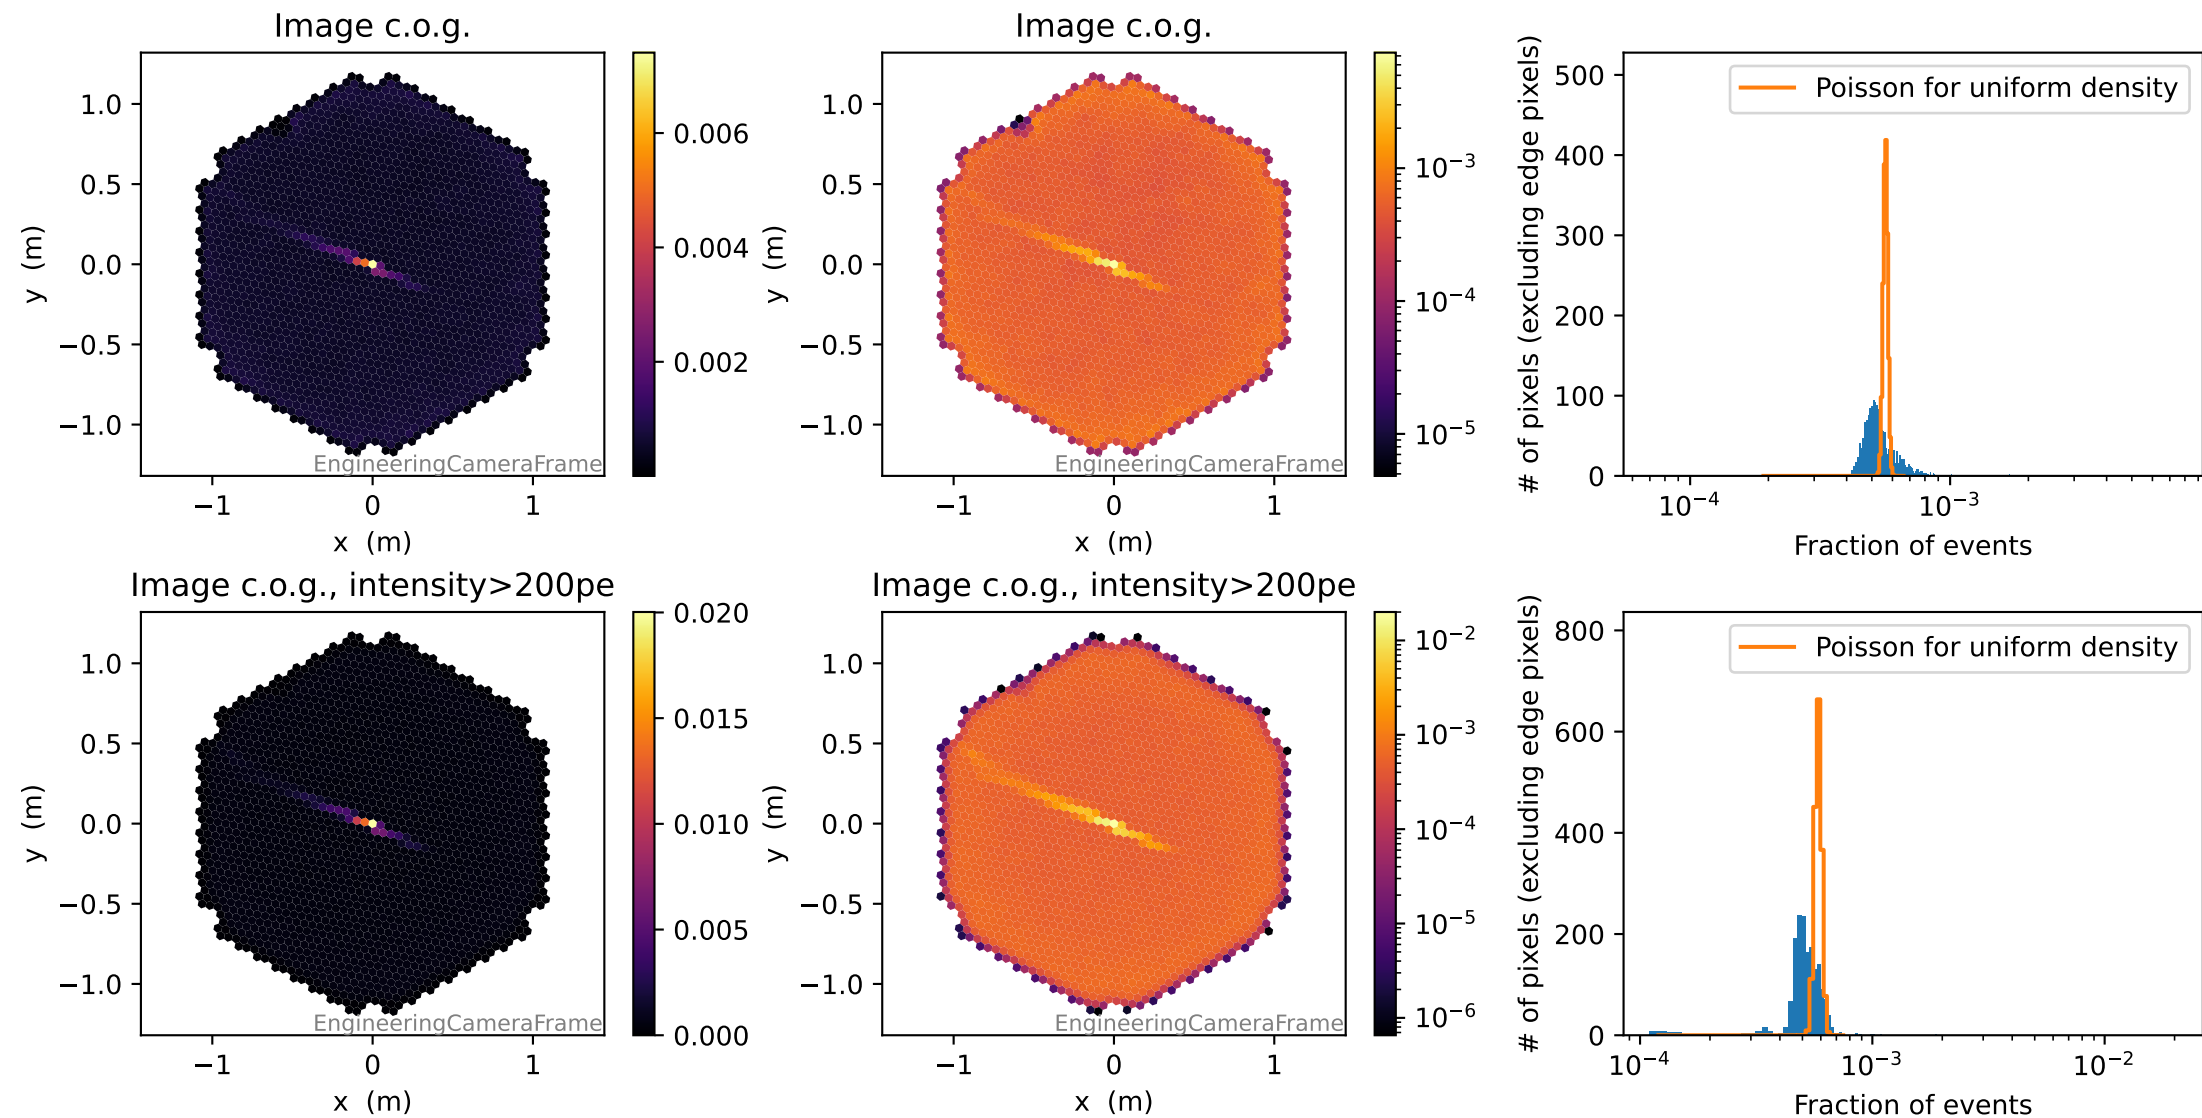 Image c.o.g.
1.0
0.5
0.0
−0.5
−1.0
y (m)
−1
0
1
x (m)
EngineeringCameraFrame
0.006
0.004
0.002
Image c.o.g.
1.0
0.5
0.0
−0.5
−1.0
y (m)
−1
0
1
x (m)
EngineeringCameraFrame
10⁻³
10⁻⁴
10⁻⁵
# of pixels (excluding edge pixels)
500
400
300
200
100
0
Poisson for uniform density
10⁻⁴
10⁻³
Fraction of events
Image c.o.g., intensity>200pe
1.0
0.5
0.0
−0.5
−1.0
y (m)
−1
0
1
x (m)
EngineeringCameraFrame
0.020
0.015
0.010
0.005
0.000
Image c.o.g., intensity>200pe
1.0
0.5
0.0
−0.5
−1.0
y (m)
−1
0
1
x (m)
EngineeringCameraFrame
10⁻²
10⁻³
10⁻⁴
10⁻⁵
10⁻⁶
# of pixels (excluding edge pixels)
800
600
400
200
0
Poisson for uniform density
10⁻⁴
10⁻³
10⁻²
Fraction of events